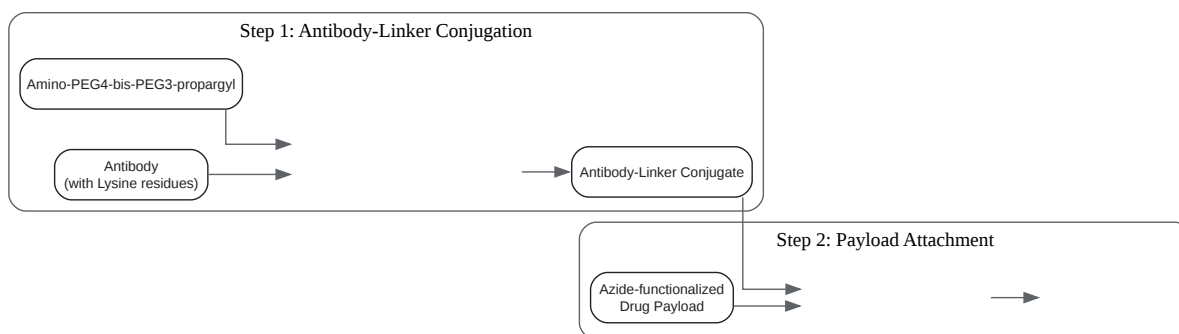 Step 1: Antibody-Linker Conjugation
Amino-PEG4-bis-PEG3-propargyl
Antibody
(with Lysine residues)
Antibody-Linker Conjugate
Step 2: Payload Attachment
Azide-functionalized
Drug Payload